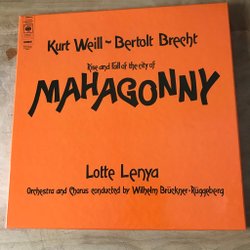 Kurt Weill~Bertolt Brecht
Rise and fall of the city of
MAHAGONNY
Lotte Lenya
Orchestra and Chorus conducted by Wilhelm Brückner-Rüggeberg